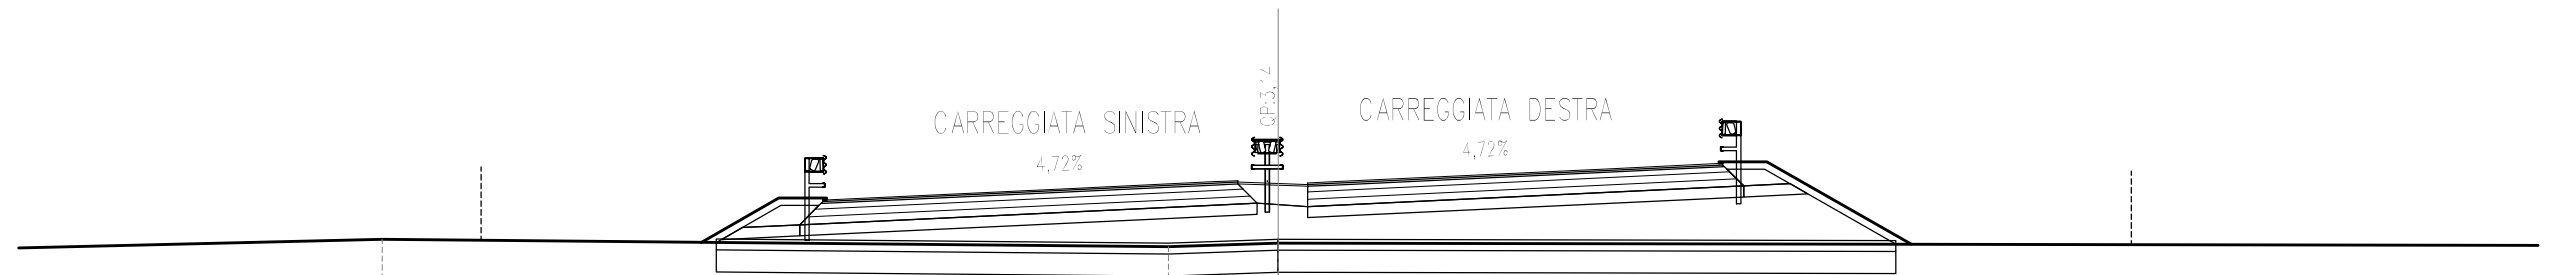 CARREGGIATA SINISTRA
4,72%
CARREGGIATA DESTRA
4,72%